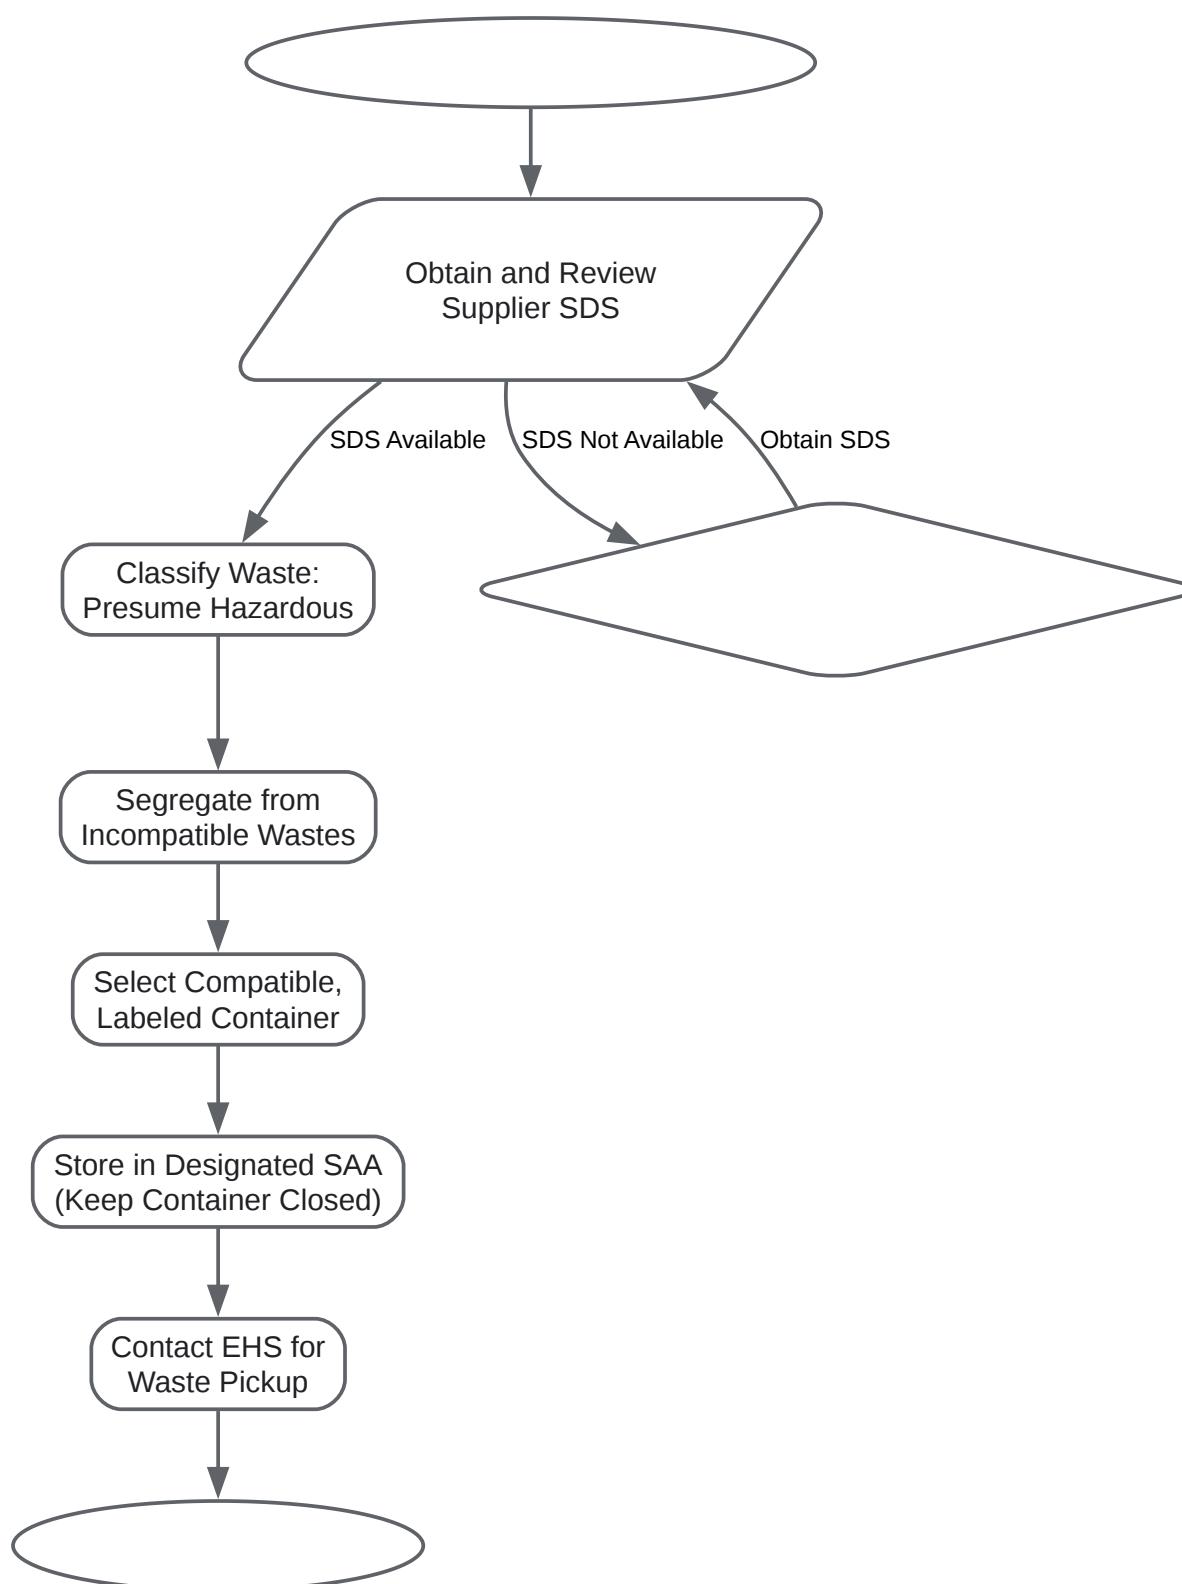 Obtain and Review
Supplier SDS
SDS Available
SDS Not Available
Obtain SDS
Classify Waste:
Presume Hazardous
Segregate from
Incompatible Wastes
Select Compatible,
Labeled Container
Store in Designated SAA
(Keep Container Closed)
Contact EHS for
Waste Pickup